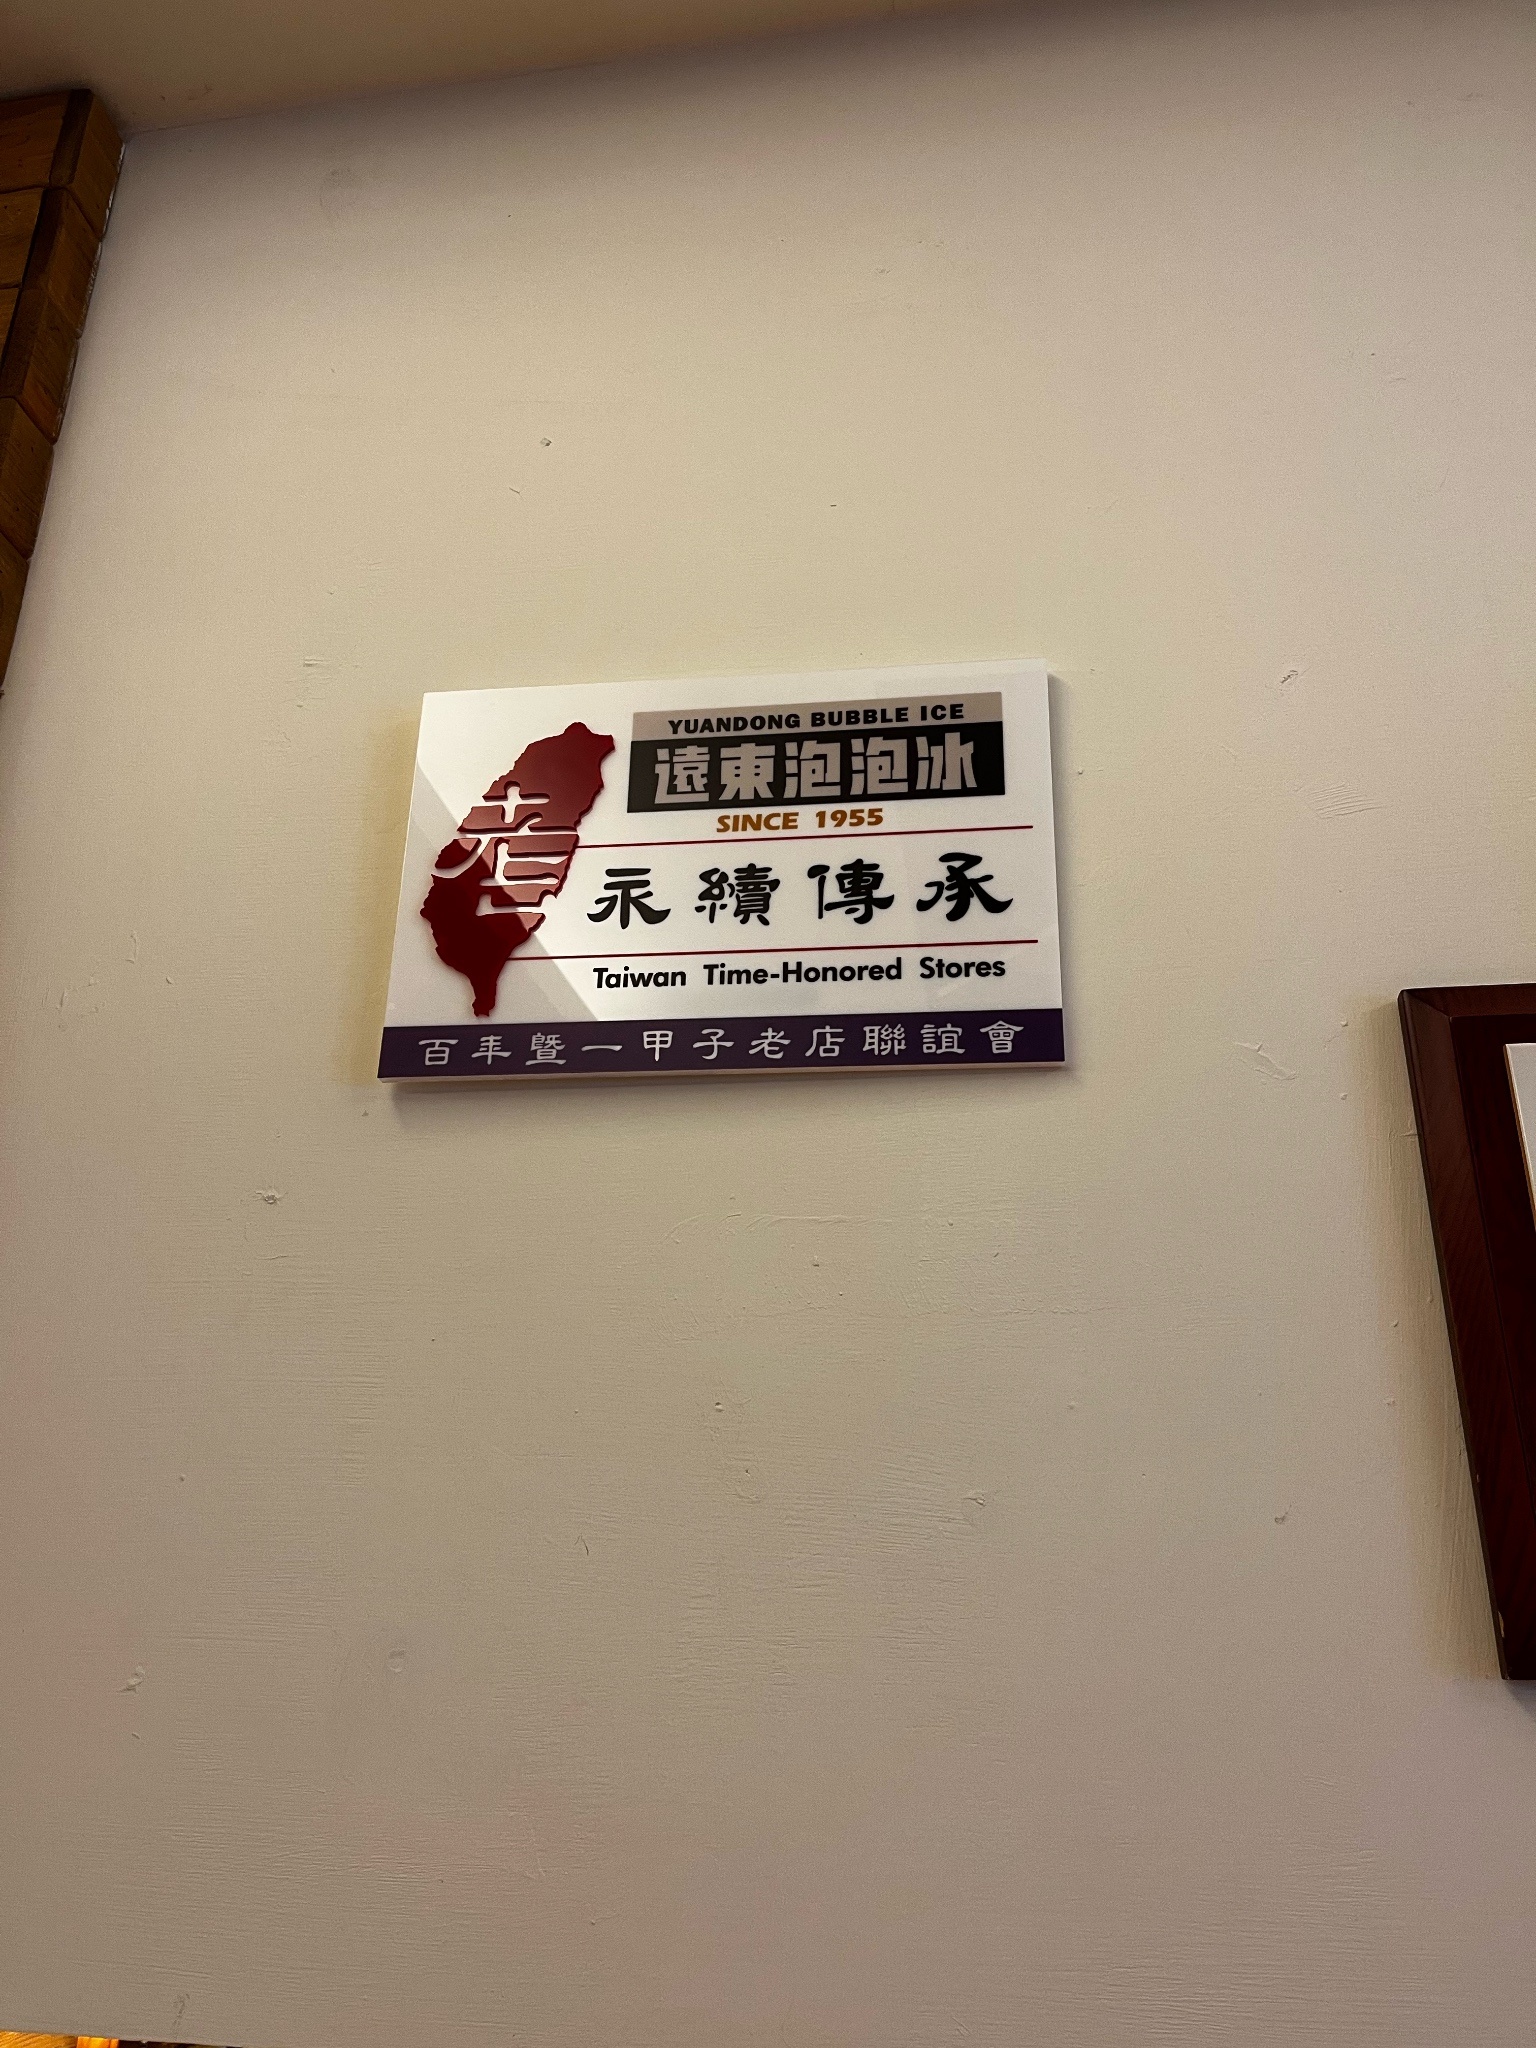 YUANDONG BUBBLE ICE
遠東泡泡冰
SINCE 1955
老
永續傳承
Taiwan Time-Honored Stores
百年暨一甲子老店聯誼會